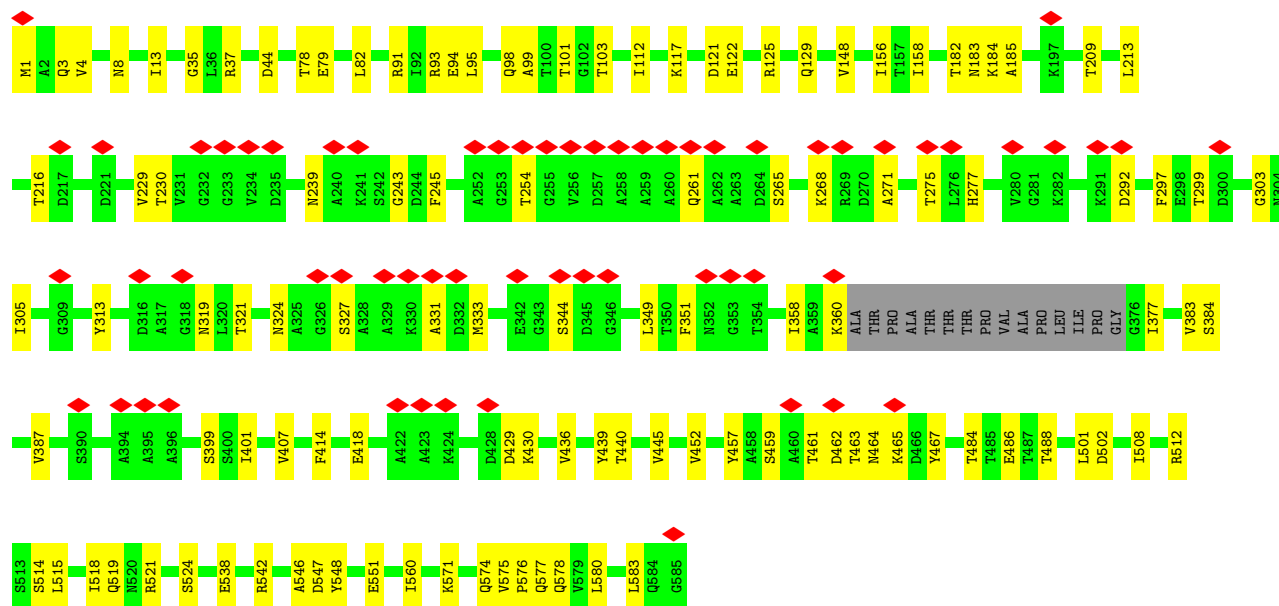 M1 A2 Q3 V4 N8 I13 G35 L36 R37 D44 T78 E79 L82 R91 I92 R93 E94 L95 Q98 A99 T100 T101 G102 T103 I112 K117 D121 E122 R125 Q129 V148 I156 T157 I158 T182 N183 K184 A185 K197 T209 L213
T216 D217 D221 V229 T230 V231 G232 G233 V234 D235 N239 A240 K241 S242 G243 D244 F245 A252 G253 T254 G255 V256 D257 A258 A259 A260 Q261 A262 A263 D264 S265 K268 R269 D270 A271 T275 L276 H277 V280 G281 K282 K291 D292 F297 E298 T299 D300 G303 N304
I305 G309 Y313 D316 A317 G318 N319 L320 T321 N324 A325 G326 S327 A328 A329 K330 A331 D332 M333 E342 G343 S344 D345 G346 L349 T350 F351 N352 G353 T354 I358 A359 K360 ALA THR PRO ALA THR THR THR PRO VAL ALA PRO LEU ILE PRO GLY G376 I377 V383 S384
V387 S390 A394 A395 A396 S399 S400 I401 V407 F414 E418 A422 A423 K424 D428 D429 K430 V436 Y439 T440 V445 V452 Y457 A458 S459 A460 T461 D462 T463 N464 K465 D466 Y467 T484 T485 E486 T487 T488 L501 D502 I508 R512
S513 S514 L515 I518 Q519 N520 R521 S524 E538 R542 A546 D547 Y548 E551 I560 K571 Q574 V575 P576 Q577 Q578 V579 L580 L583 Q584 G585